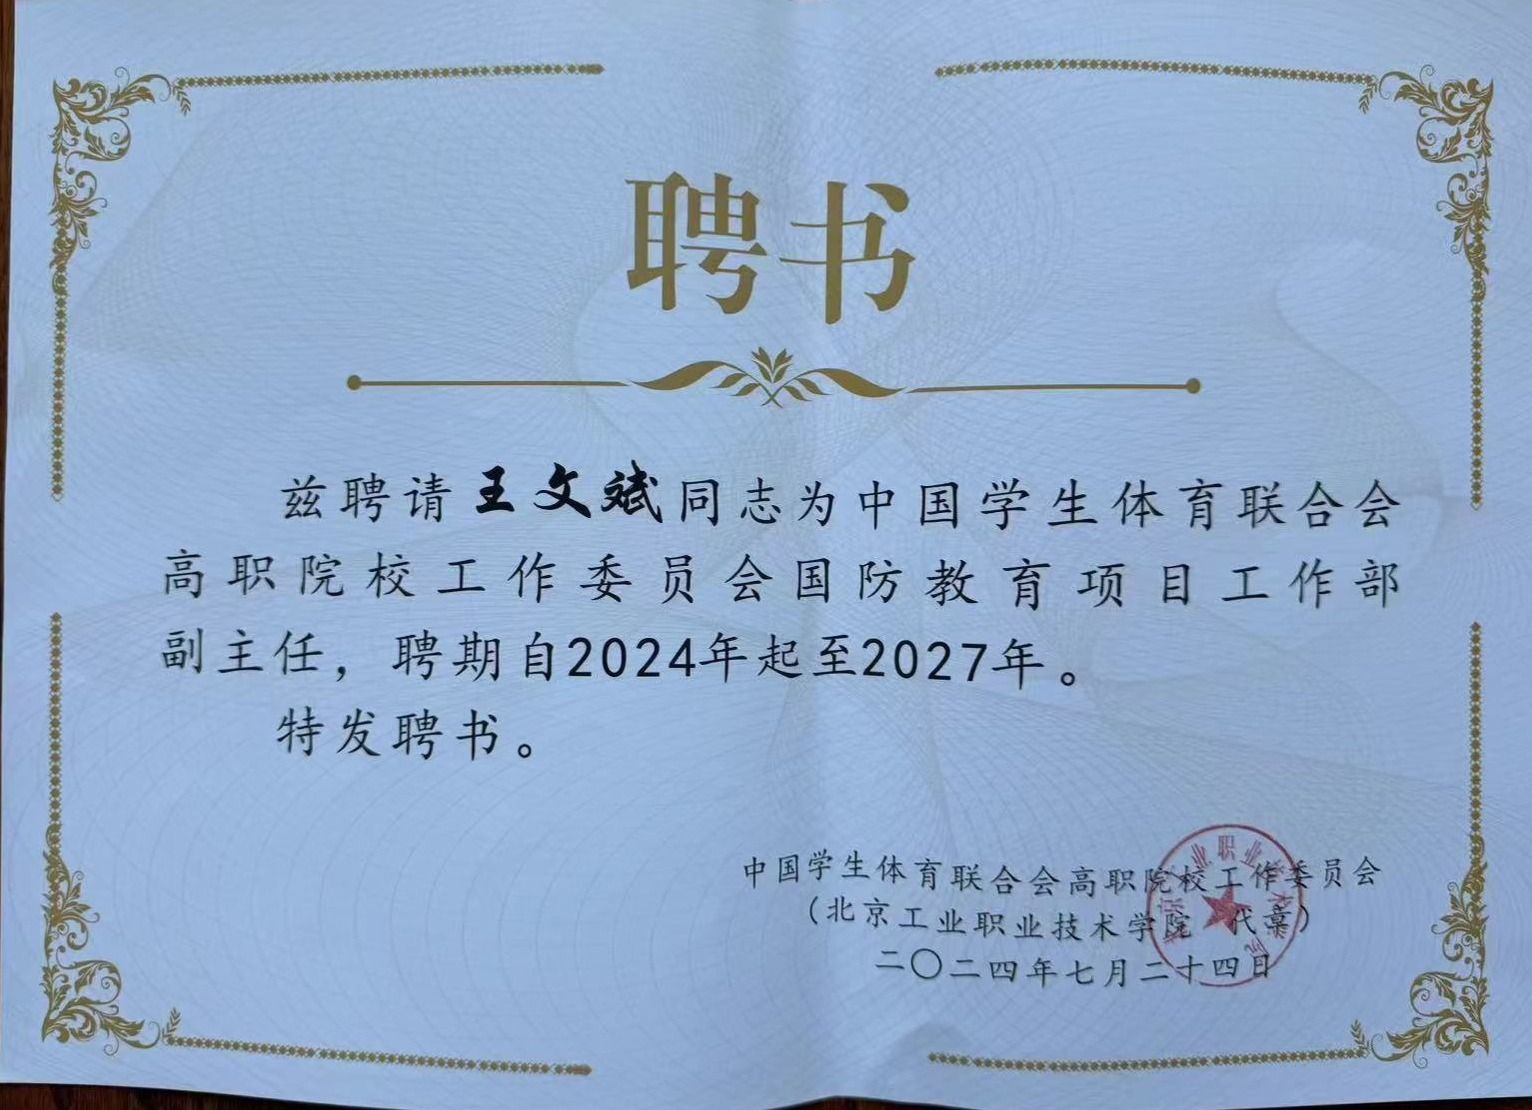 聘书
兹聘请王文斌同志为中国学生体育联合会
高职院校工作委员会国防教育项目工作部
副主任，聘期自2024年起至2027年。
特发聘书。
中国学生体育联合会高职院校工作委员会
（北京工业职业技术学院 代章）
二〇二四年七月二十四日